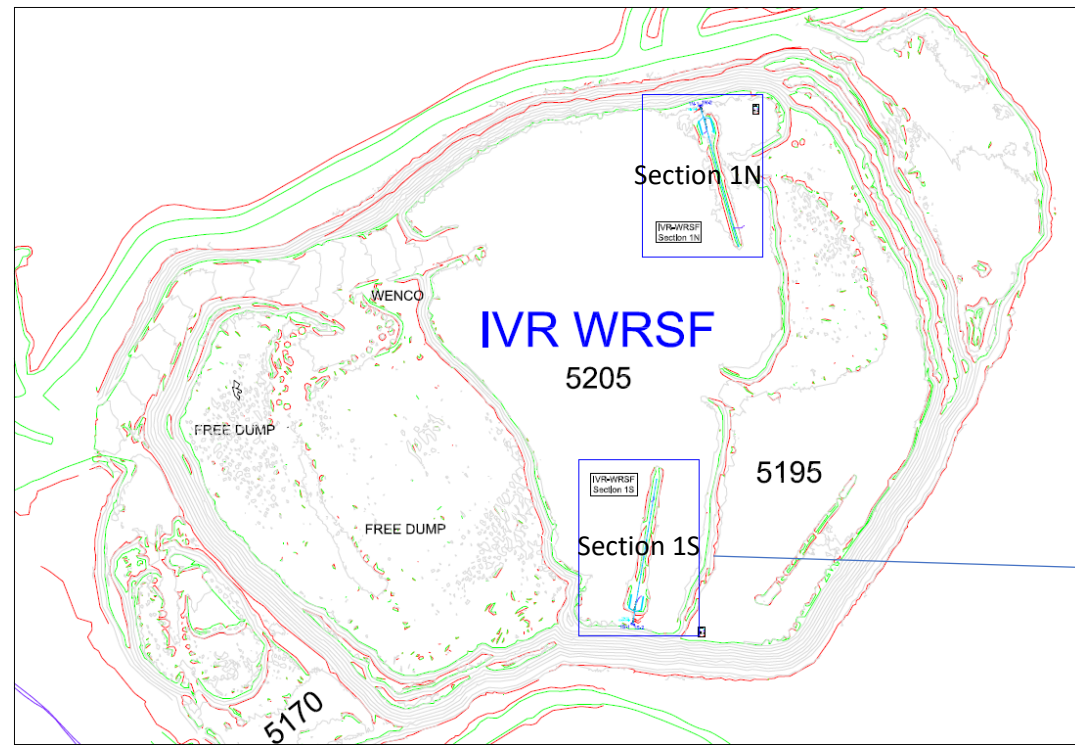 Section 1N
IVR-WRSF
Section 1N
WENCO
IVR WRSF
5205
FREE DUMP
5195
IVR-WRSF
Section 1S
FREE DUMP
Section 1S
5170